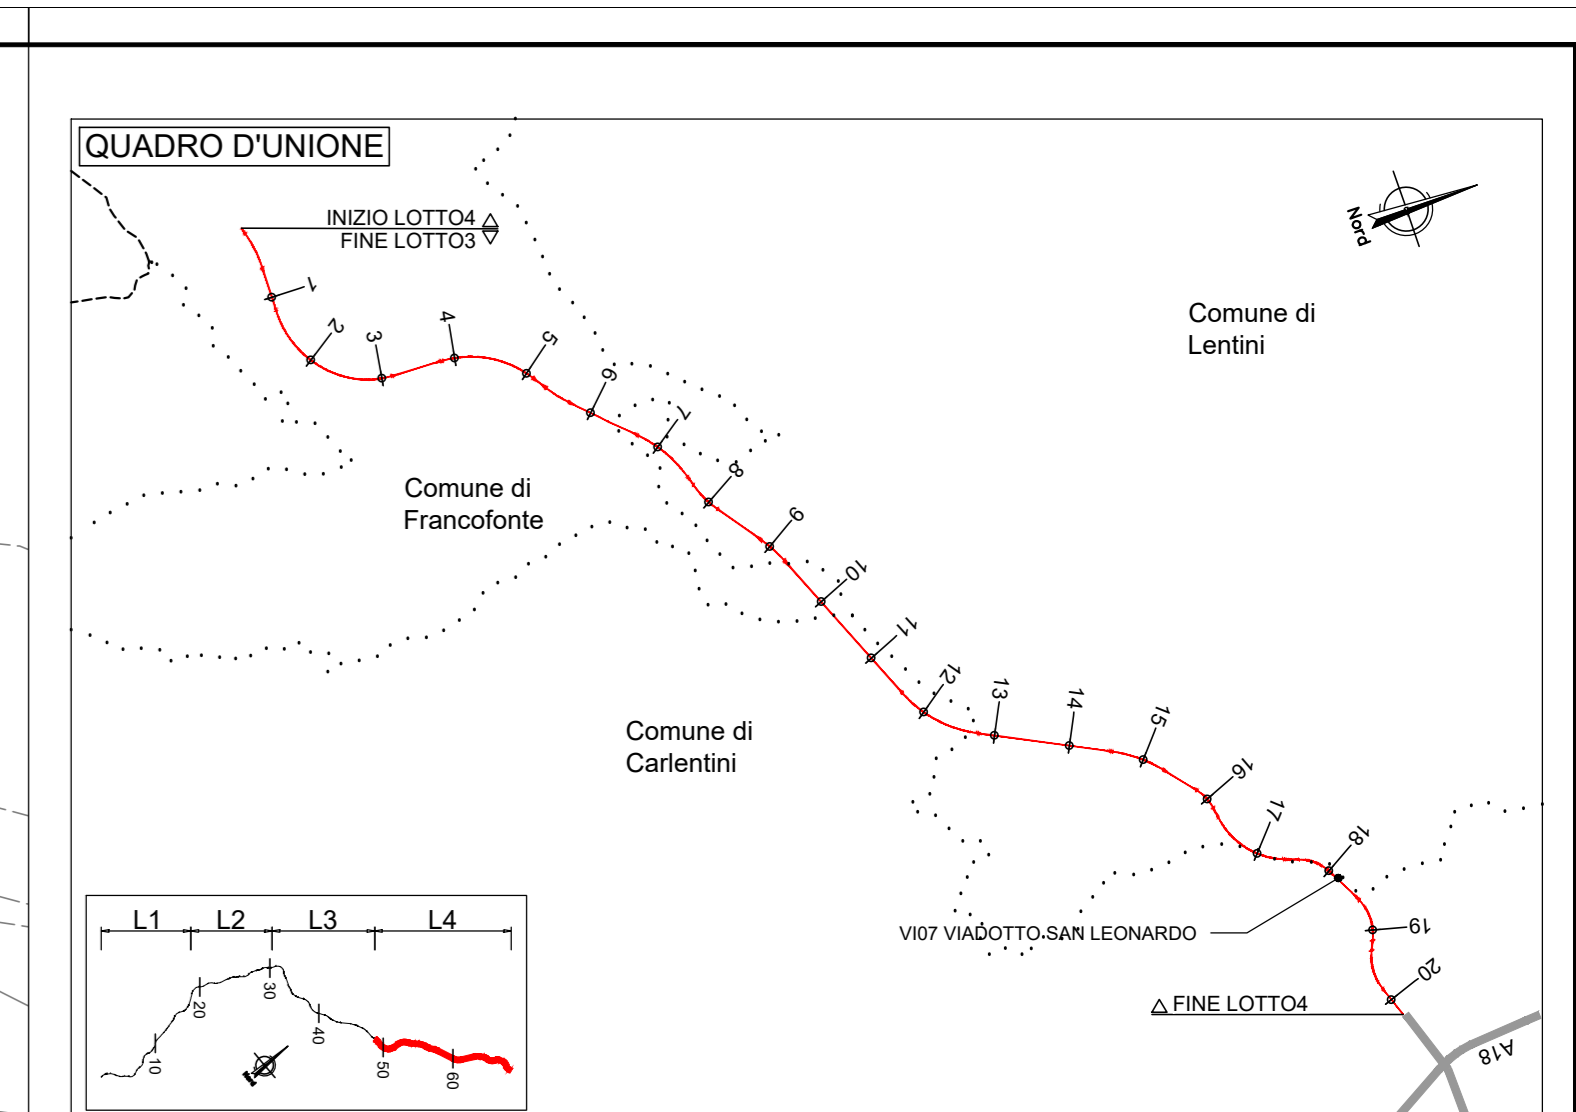 QUADRO D'UNIONE
INIZIO LOTTO4
FINE LOTTO3
Nord
1
2
3
4
5
6
7
8
9
10
11
12
13
14
15
16
17
18
19
20
Comune di
Lentini
Comune di
Francofonte
Comune di
Carlentini
VI07 VIADOTTO SAN LEONARDO
FINE LOTTO4
A18
L1
L2
L3
L4
10
20
30
40
50
60
Nord